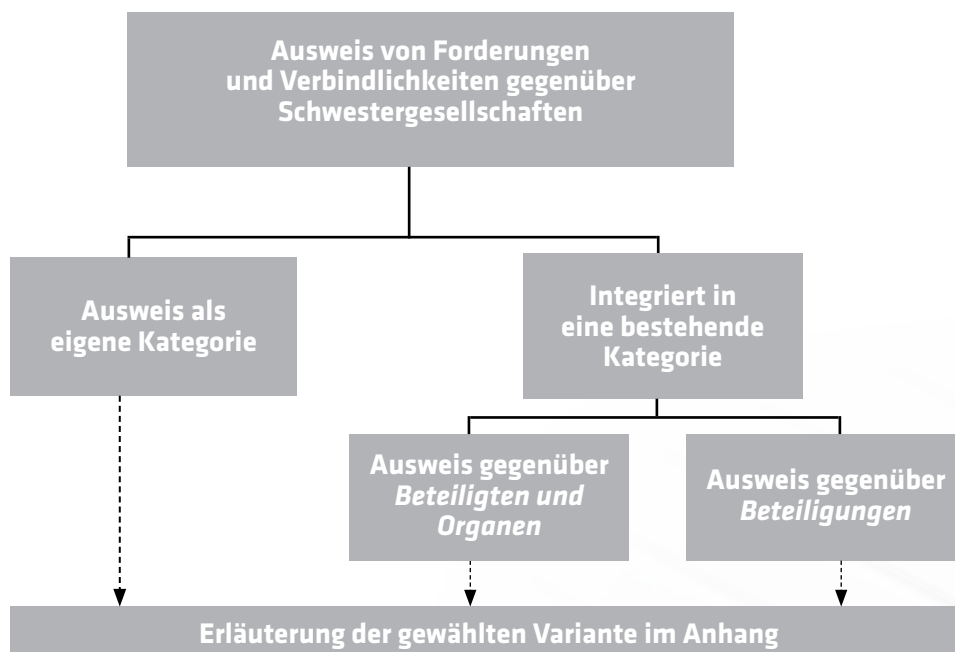 Ausweis von Forderungen
und Verbindlichkeiten gegenüber
Schwestergesellschaften
Ausweis als
eigene Kategorie
Integriert in
eine bestehende
Kategorie
Ausweis gegenüber
Beteiligten und
Organen
Ausweis gegenüber
Beteiligungen
Erläuterung der gewählten Variante im Anhang